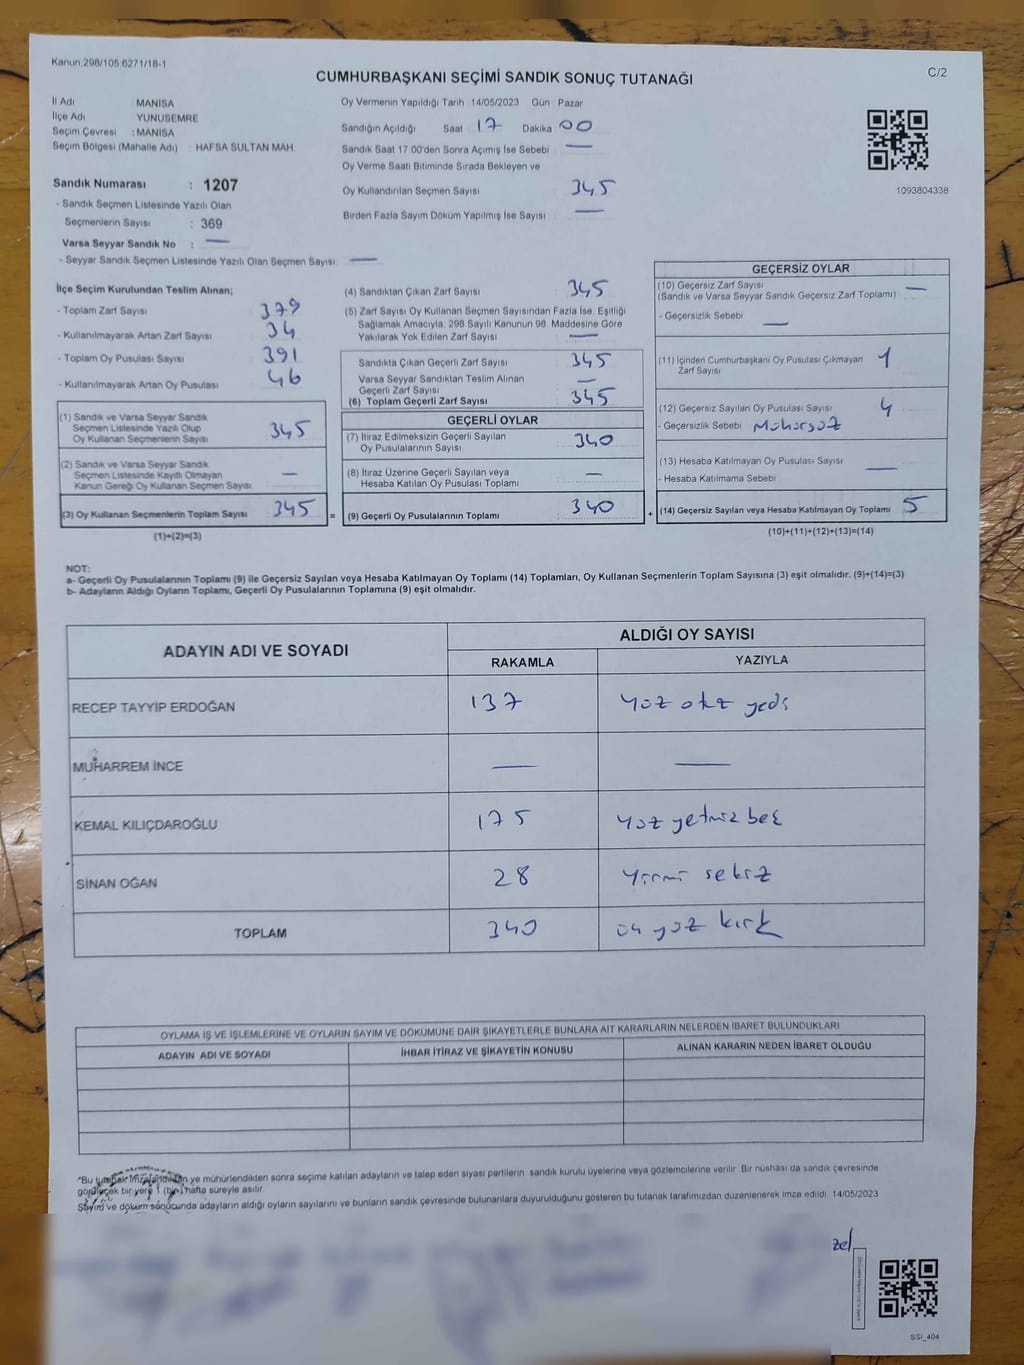 Kanun,298/105,6271/18-1
C/2
CUMHURBAŞKANI SEÇİMİ SANDIK SONUÇ TUTANAĞI
İl Adı : MANİSA
İlçe Adı YUNUSEMRE
Seçim Çevresi : MANİSA
Seçim Bölgesi (Mahalle Adı) : HAFSA SULTAN MAH.
Sandık Numarası : 1207
- Sandık Seçmen Listesinde Yazılı Olan
Seçmenlerin Sayısı : 369
Varsa Seyyar Sandık No : —
- Seyyar Sandık Seçmen Listesinde Yazılı Olan Seçmen Sayısı —
Oy Vermenin Yapıldığı Tarih 14/05/2023 Gün : Pazar
Sandığın Açıldığı Saat 17 Dakika 00
Sandık Saat 17.00'den Sonra Açımış İse Sebebi —
Oy Verme Saati Bitiminde Sırada Bekleyen ve
Oy Kullandırılan Seçmen Sayısı 345
Birden Fazla Sayım Döküm Yapılmış İse Sayısı —
1093804338
İlçe Seçim Kurulundan Teslim Alınan;
- Toplam Zarf Sayısı : 379
- Kullanılmayarak Artan Zarf Sayısı : 34
- Toplam Oy Pusulası Sayısı : 391
- Kullanılmayarak Artan Oy Pusulası : 46
(1) Sandık ve Varsa Seyyar Sandık
Seçmen Listesinde Yazılı Olup
Oy Kullanan Seçmenlerin Sayısı : 345
(2) Sandık ve Varsa Seyyar Sandık
Seçmen Listesinde Kayıtlı Olmayan
Kanun Gereği Oy Kullanan Seçmen Sayısı —
(3) Oy Kullanan Seçmenlerin Toplam Sayısı 345
(1)+(2)=(3)
(4) Sandıktan Çıkan Zarf Sayısı : 345
(5) Zarf Sayısı Oy Kullanan Seçmen Sayısından Fazla İse, Eşitliği
Sağlamak Amacıyla, 298 Sayılı Kanunun 98. Maddesine Göre
Yakılarak Yok Edilen Zarf Sayısı —
Sandıkta Çıkan Geçerli Zarf Sayısı : 345
Varsa Seyyar Sandıktan Teslim Alınan
Geçerli Zarf Sayısı —
(6) Toplam Geçerli Zarf Sayısı 345
GEÇERLİ OYLAR
(7) İtiraz Edilmeksizin Geçerli Sayılan
Oy Pusulalarının Sayısı : 340
(8) İtiraz Üzerine Geçerli Sayılan veya
Hesaba Katılan Oy Pusulası Toplamı —
= (9) Geçerli Oy Pusulalarının Toplamı : 340
GEÇERSİZ OYLAR
(10) Geçersiz Zarf Sayısı —
(Sandık ve Varsa Seyyar Sandık Geçersiz Zarf Toplamı)
- Geçersizlik Sebebi —
(11) İçinden Cumhurbaşkanı Oy Pusulası Çıkmayan
Zarf Sayısı 1
(12) Geçersiz Sayılan Oy Pusulası Sayısı 4
- Geçersizlik Sebebi Mühürsüz
(13) Hesaba Katılmayan Oy Pusulası Sayısı —
- Hesaba Katılmama Sebebi
+ (14) Geçersiz Sayılan veya Hesaba Katılmayan Oy Toplamı 5
(10)+(11)+(12)+(13)=(14)
NOT:
a- Geçerli Oy Pusulalarının Toplamı (9) ile Geçersiz Sayılan veya Hesaba Katılmayan Oy Toplamı (14) Toplamları, Oy Kullanan Seçmenlerin Toplam Sayısına (3) eşit olmalıdır. (9)+(14)=(3)
b- Adayların Aldığı Oyların Toplamı, Geçerli Oy Pusulalarının Toplamına (9) eşit olmalıdır.
ADAYIN ADI VE SOYADI
ALDIĞI OY SAYISI
RAKAMLA YAZIYLA
RECEP TAYYİP ERDOĞAN 137 yüz otuz yedi
MUHARREM İNCE — —
KEMAL KILIÇDAROĞLU 175 yüz yetmiz beş
SİNAN OĞAN 28 yirmi sekiz
TOPLAM 340 üç yüz kırk
OYLAMA İŞ VE İŞLEMLERİNE VE OYLARIN SAYIM VE DÖKÜMÜNE DAİR ŞİKAYETLERLE BUNLARA AİT KARARLARIN NELERDEN İBARET BULUNDUKLARI
ADAYIN ADI VE SOYADI İHBAR İTİRAZ VE ŞİKAYETİN KONUSU ALINAN KARARIN NEDEN İBARET OLDUĞU
*Bu tutanak imzalandıktan ve mühürlendikten sonra seçime katılan adayların ve talep eden siyasi partilerin sandık kurulu üyelerine veya gözlemcilerine verilir. Bir nüshası da sandık çevresinde
görülecek bir yere 1 (bir) hafta süreyle asılır.
Sayım ve döküm sonucunda adayların aldığı oyların sayılarını ve bunların sandık çevresinde bulunanlara duyurulduğunu gösteren bu tutanak tarafımızdan düzenlenerek imza edildi. 14/05/2023
zel
SSI_404